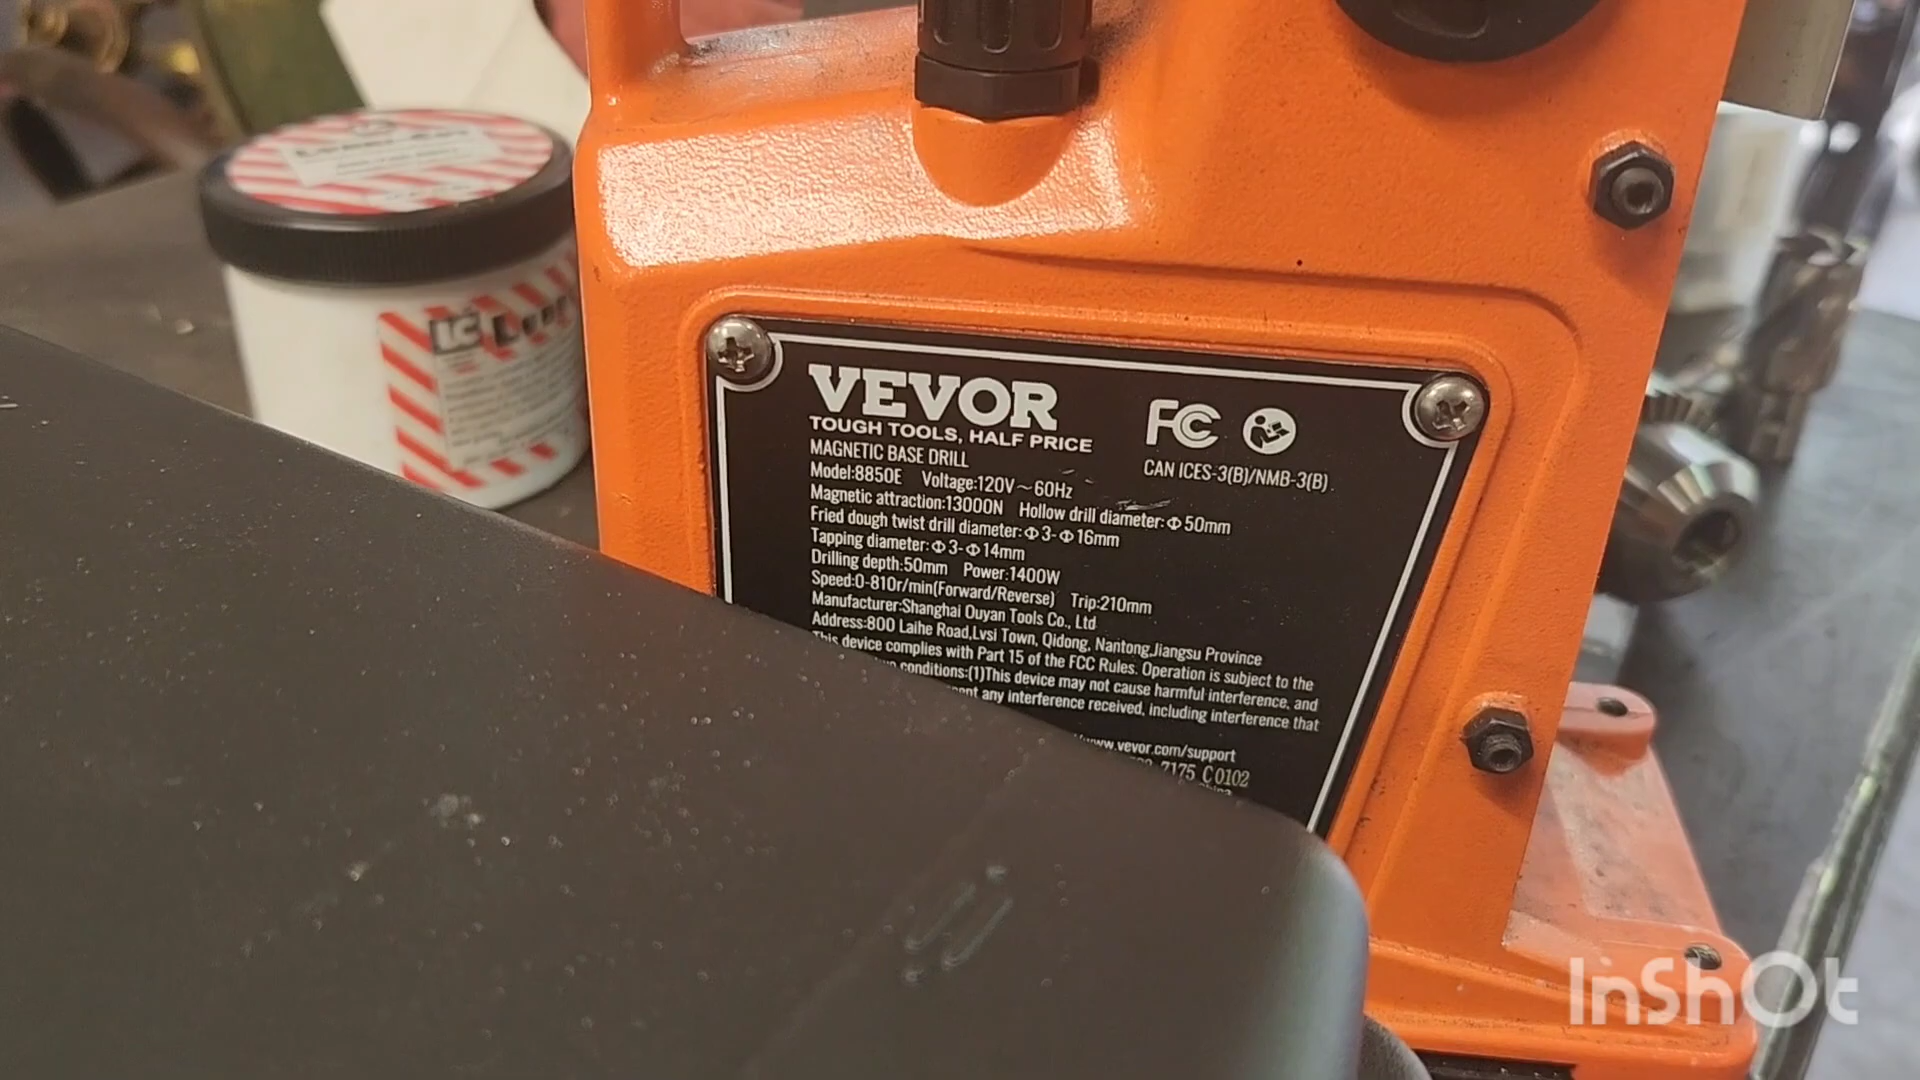 VEVOR
TOUGH TOOLS, HALF PRICE
FC
MAGNETIC BASE DRILL
CAN ICES-3(B)/NMB-3(B)
Model:8850E Voltage:120V~60Hz
Magnetic attraction:13000N Hollow drill diameter:Φ50mm
Fried dough twist drill diameter:Φ3-Φ16mm
Tapping diameter:Φ3-Φ14mm
Drilling depth:50mm Power:1400W
Speed:0-810r/min(Forward/Reverse) Trip:210mm
Manufacturer:Shanghai Ouyan Tools Co., Ltd
Address:800 Laihe Road,Lvsi Town, Qidong, Nantong,Jiangsu Province
This device complies with Part 15 of the FCC Rules. Operation is subject to the
conditions:(1)This device may not cause harmful interference, and
any interference received, including interference that
www.vevor.com/support
7175 C0102
LC
InShOt